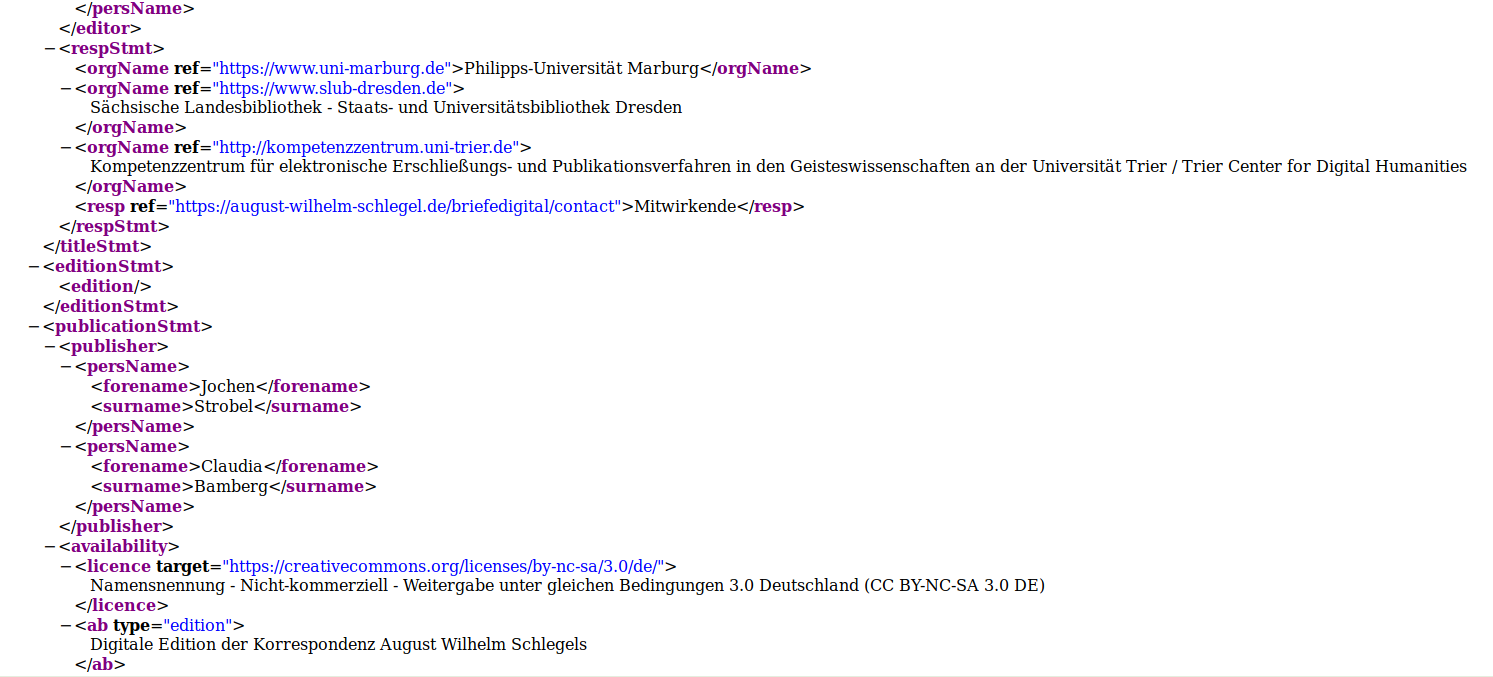 </persName>
</editor>
−<respStmt>
<orgName ref="https://www.uni-marburg.de">Philipps-Universität Marburg</orgName>
−<orgName ref="https://www.slub-dresden.de">
Sächsische Landesbibliothek - Staats- und Universitätsbibliothek Dresden
</orgName>
−<orgName ref="http://kompetenzzentrum.uni-trier.de">
Kompetenzzentrum für elektronische Erschließungs- und Publikationsverfahren in den Geisteswissenschaften an der Universität Trier / Trier Center for Digital Humanities
</orgName>
<resp ref="https://august-wilhelm-schlegel.de/briefedigital/contact">Mitwirkende</resp>
</respStmt>
</titleStmt>
−<editionStmt>
<edition/>
</editionStmt>
−<publicationStmt>
−<publisher>
−<persName>
<forename>Jochen</forename>
<surname>Strobel</surname>
</persName>
−<persName>
<forename>Claudia</forename>
<surname>Bamberg</surname>
</persName>
</publisher>
−<availability>
−<licence target="https://creativecommons.org/licenses/by-nc-sa/3.0/de/">
Namensnennung - Nicht-kommerziell - Weitergabe unter gleichen Bedingungen 3.0 Deutschland (CC BY-NC-SA 3.0 DE)
</licence>
−<ab type="edition">
Digitale Edition der Korrespondenz August Wilhelm Schlegels
</ab>